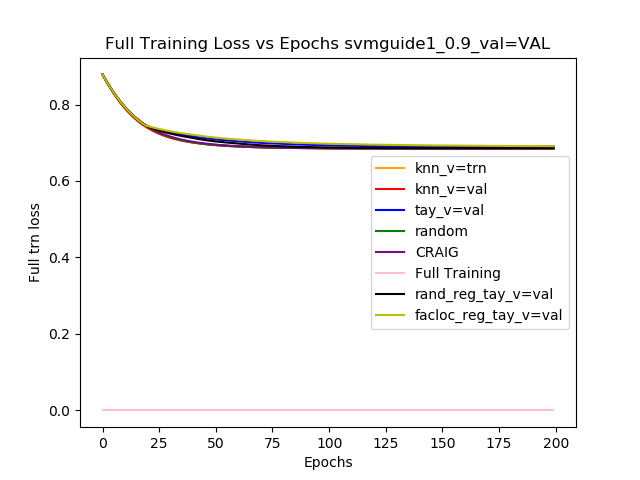 Full Training Loss vs Epochs svmguide1_0.9_val=VAL
Full trn loss
0.8
0.6
0.4
0.2
0.0
knn_v=trn
knn_v=val
tay_v=val
random
CRAIG
Full Training
rand_reg_tay_v=val
facloc_reg_tay_v=val
0 25 50 75 100 125 150 175 200
Epochs